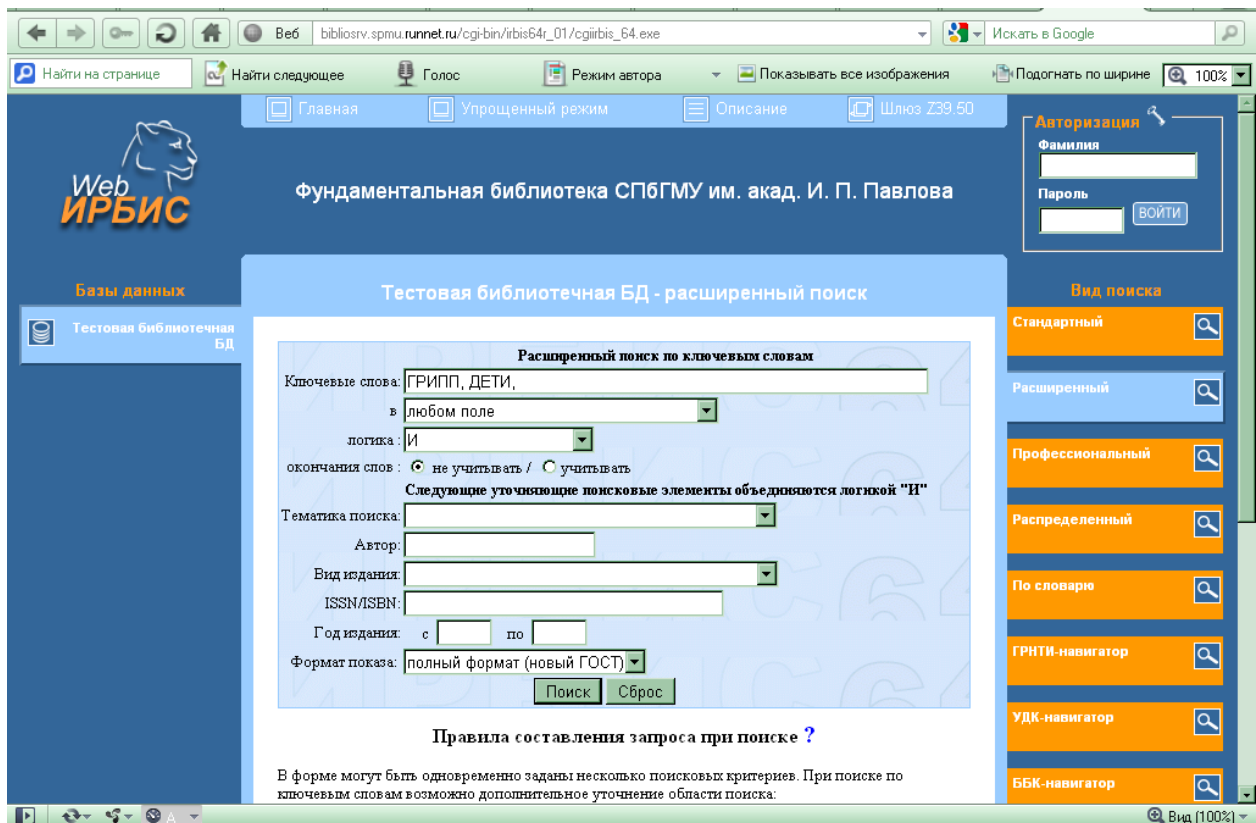 Веб bibliosrv.spmu.runnet.ru/cgi-bin/irbis64r_01/cgiirbis_64.exe Искать в Google
Найти на странице Найти следующее Голос Режим автора Показывать все изображения Подогнать по ширине 100%
Главная Упрощенный режим Описание Шлюз Z39.50
Авторизация
Фамилия
Пароль
ВОЙТИ
Web
ИРБИС
Фундаментальная библиотека СПбГМУ им. акад. И. П. Павлова
Базы данных
Тестовая библиотечная
БД
Тестовая библиотечная БД - расширенный поиск
Расширенный поиск по ключевым словам
Ключевые слова: ГРИПП, ДЕТИ,
в любом поле
логика : И
окончания слов : не учитывать / учитывать
Следующие уточняющие поисковые элементы объединяются логикой "И"
Тематика поиска:
Автор:
Вид издания:
ISSN/ISBN:
Год издания: с по
Формат показа: полный формат (новый ГОСТ)
Поиск Сброс
Правила составления запроса при поиске ?
В форме могут быть одновременно заданы несколько поисковых критериев. При поиске по
ключевым словам возможно дополнительное уточнение области поиска:
Вид поиска
Стандартный
Расширенный
Профессиональный
Распределенный
По словарю
ГРНТИ-навигатор
УДК-навигатор
ББК-навигатор
Вид (100%)